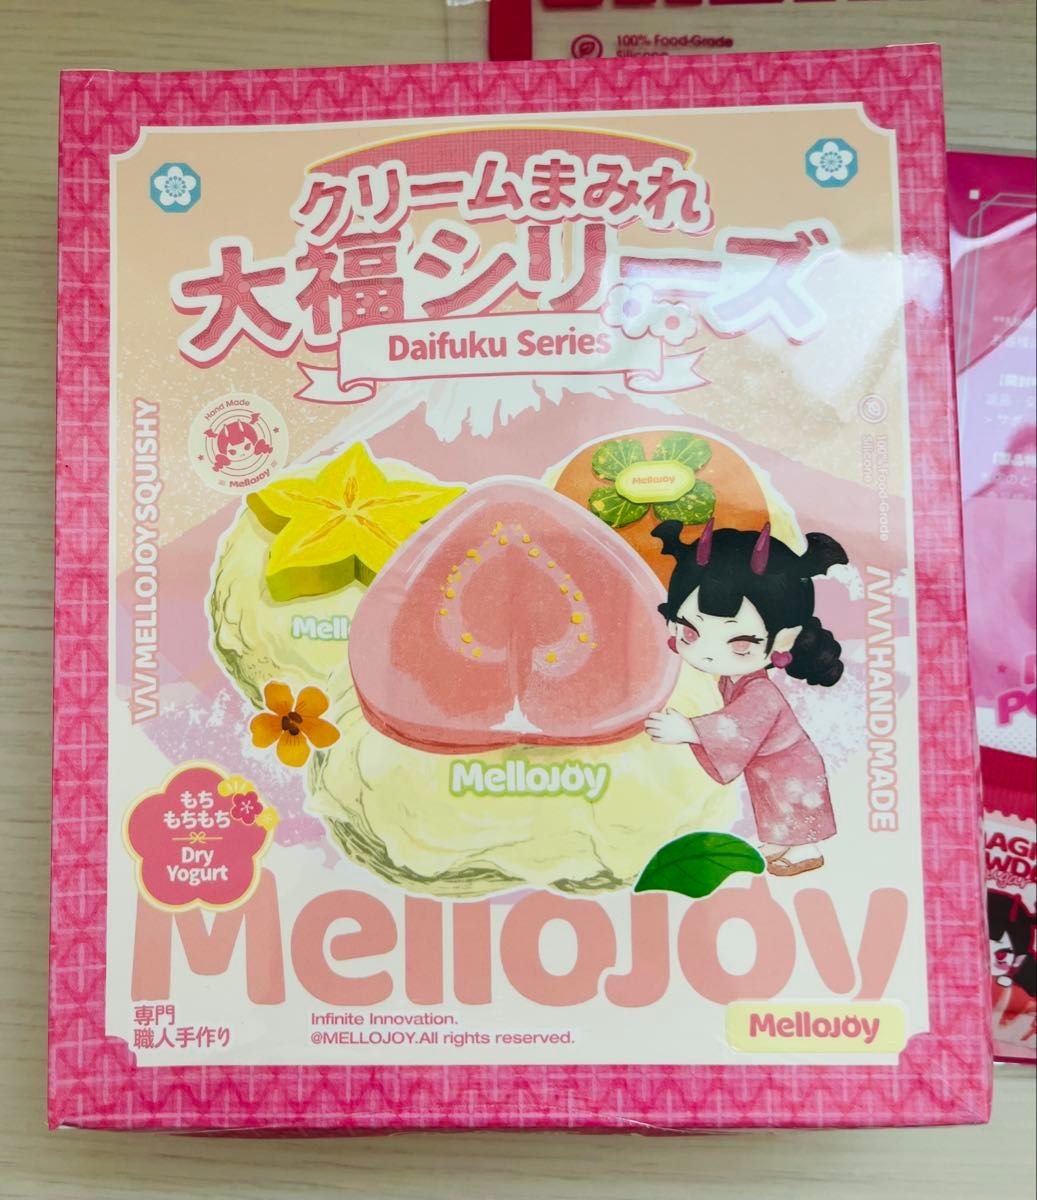 100% Food-Grade
Silicone
クリームまみれ
大福シリーズ
Daifuku Series
Hand Made
MelloJoy
MELLOJOY SQUISHY
100% Food-Grade
Silicone
MelloJoy
Mello
MelloJoy
HAND MADE
もち
もちもち
Dry
Yogurt
MelloJoy
専門
職人手作り
Infinite Innovation.
@MELLOJOY.All rights reserved.
MelloJoy